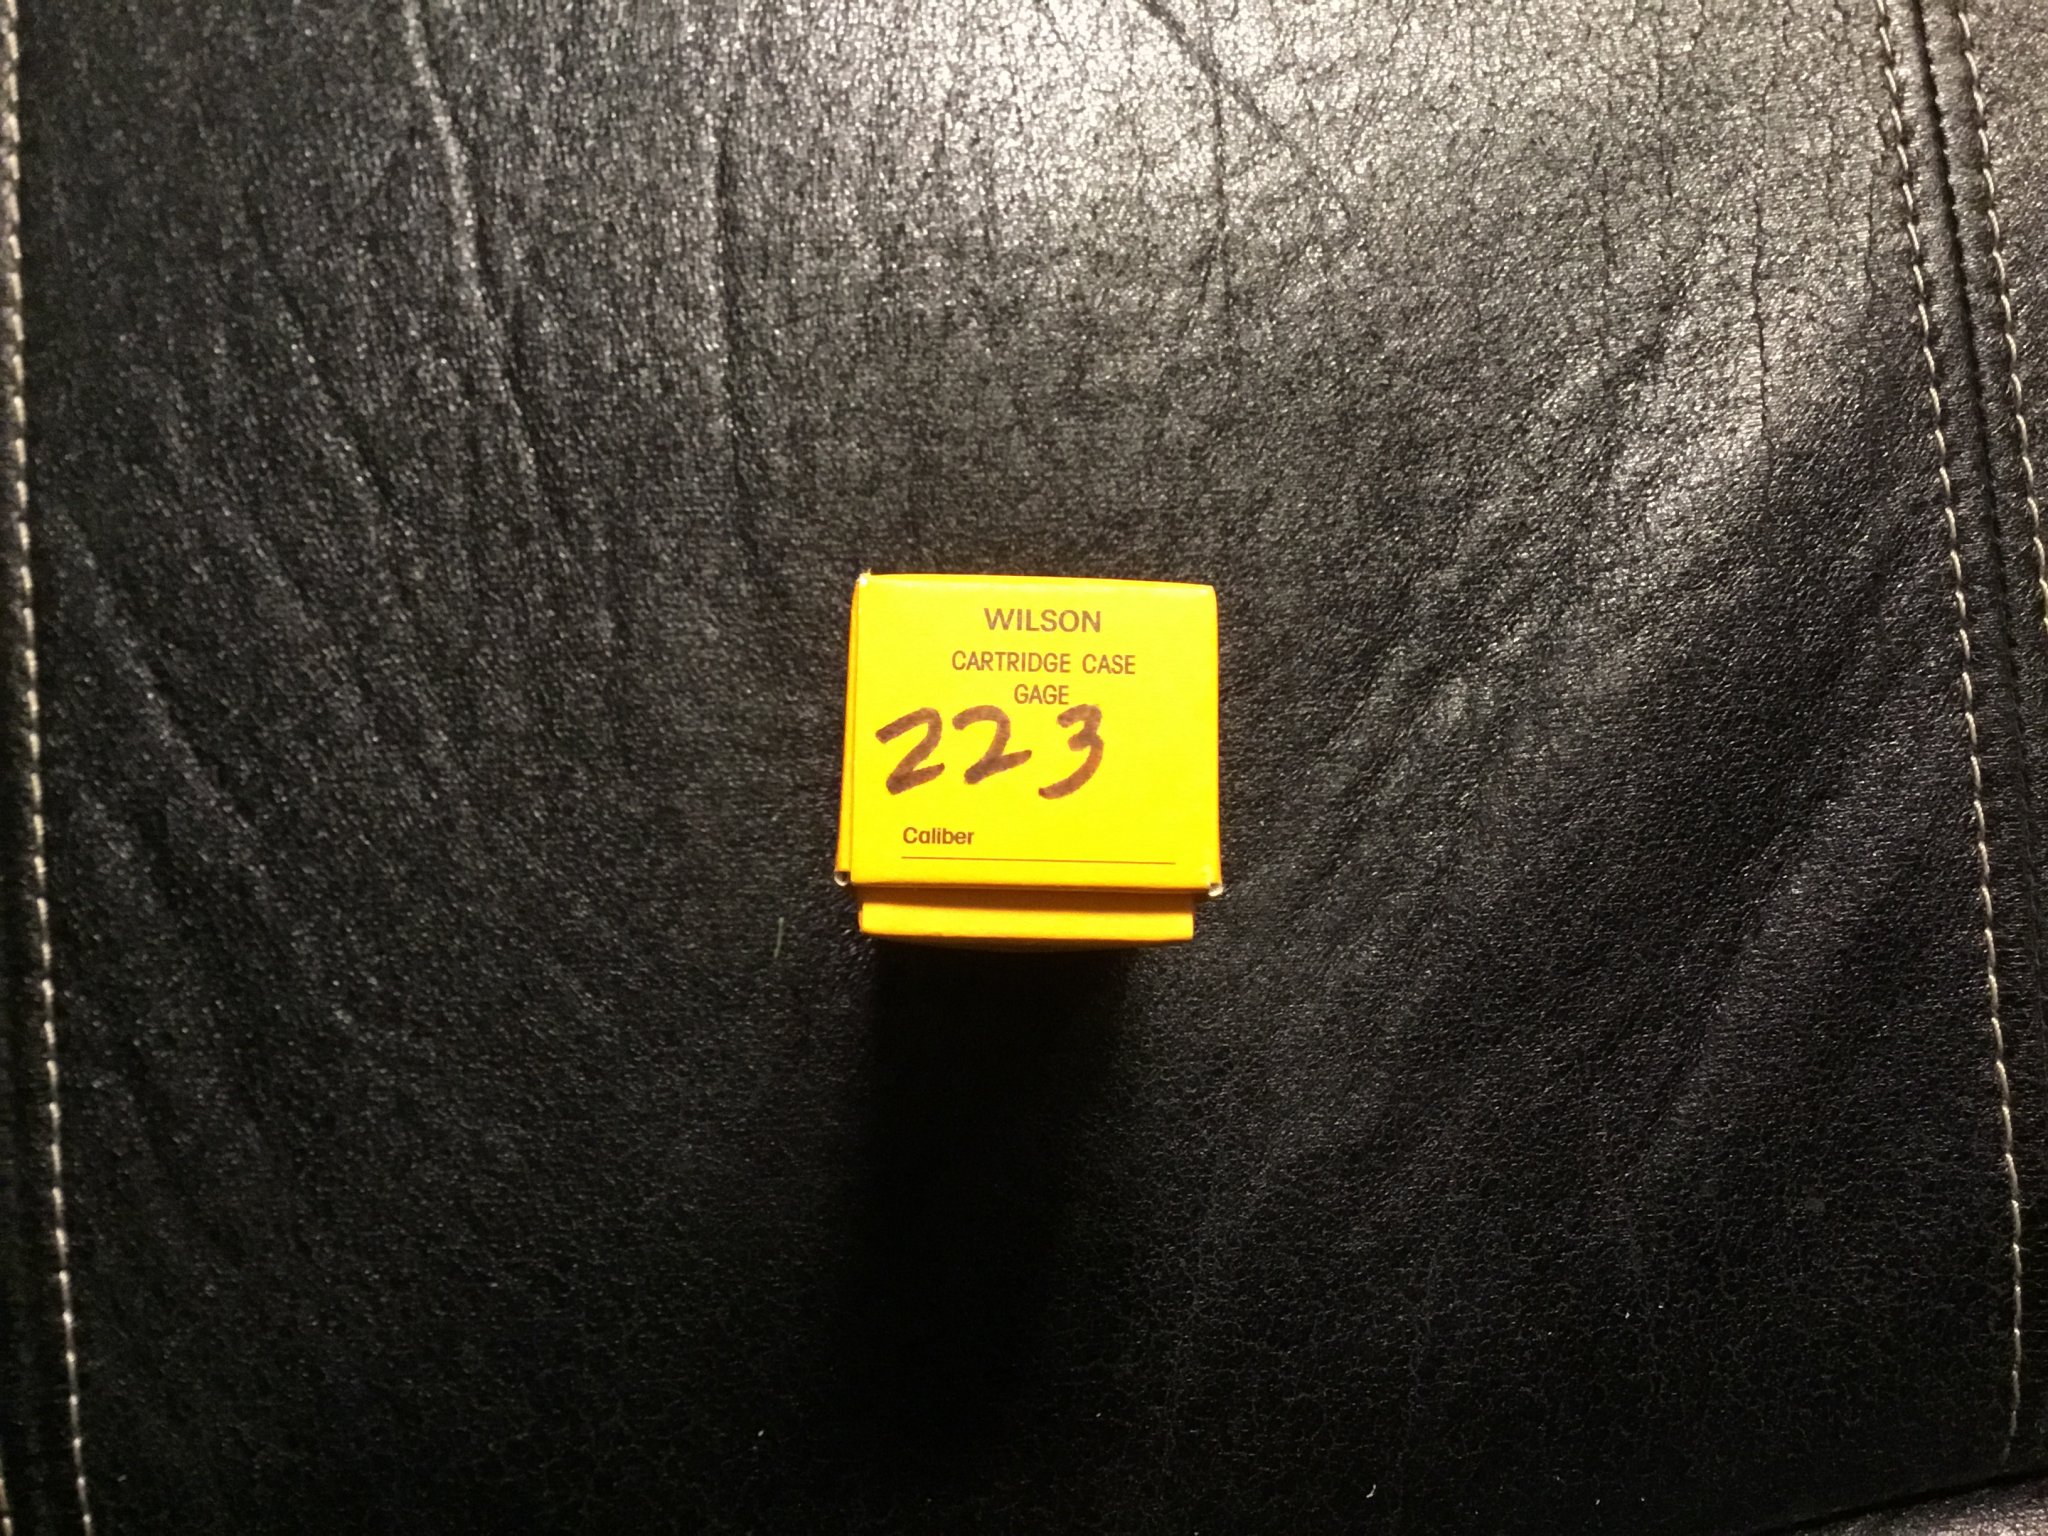 WILSON
CARTRIDGE CASE
GAGE
223
Caliber